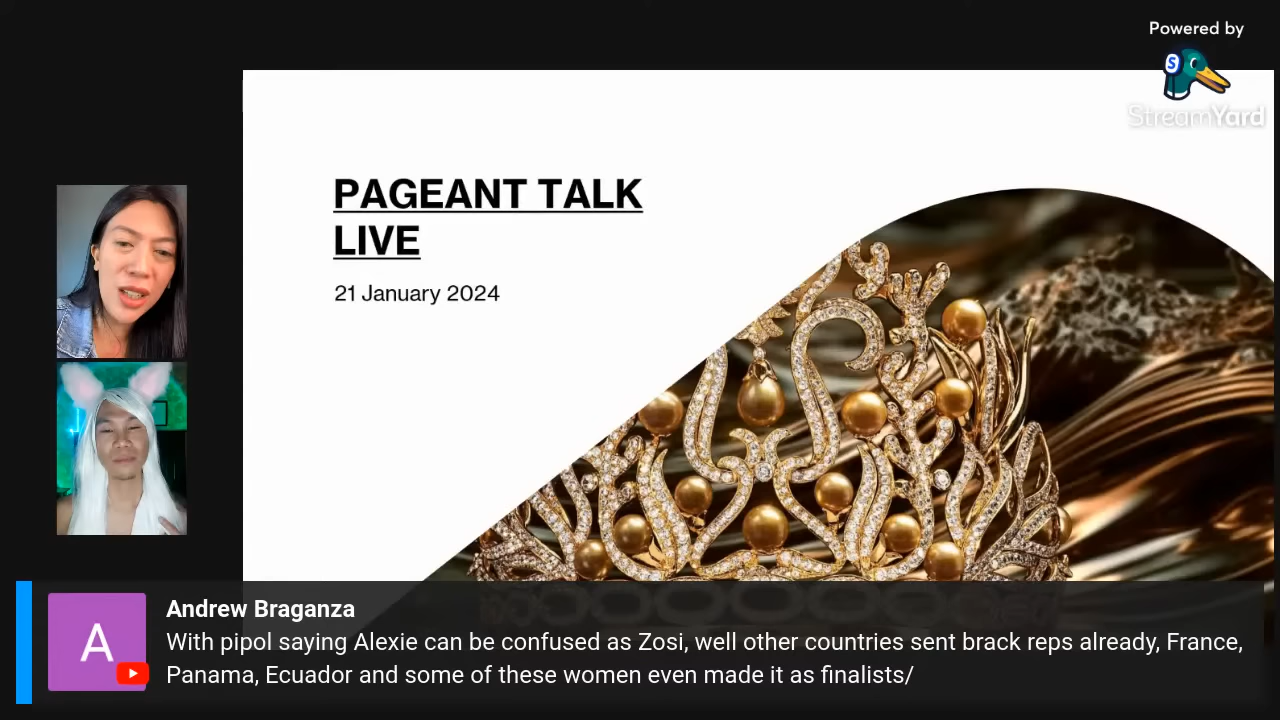 Powered by
S
StreamYard
PAGEANT TALK
LIVE
21 January 2024
A
Andrew Braganza
With pipol saying Alexie can be confused as Zosi, well other countries sent brack reps already, France,
Panama, Ecuador and some of these women even made it as finalists/